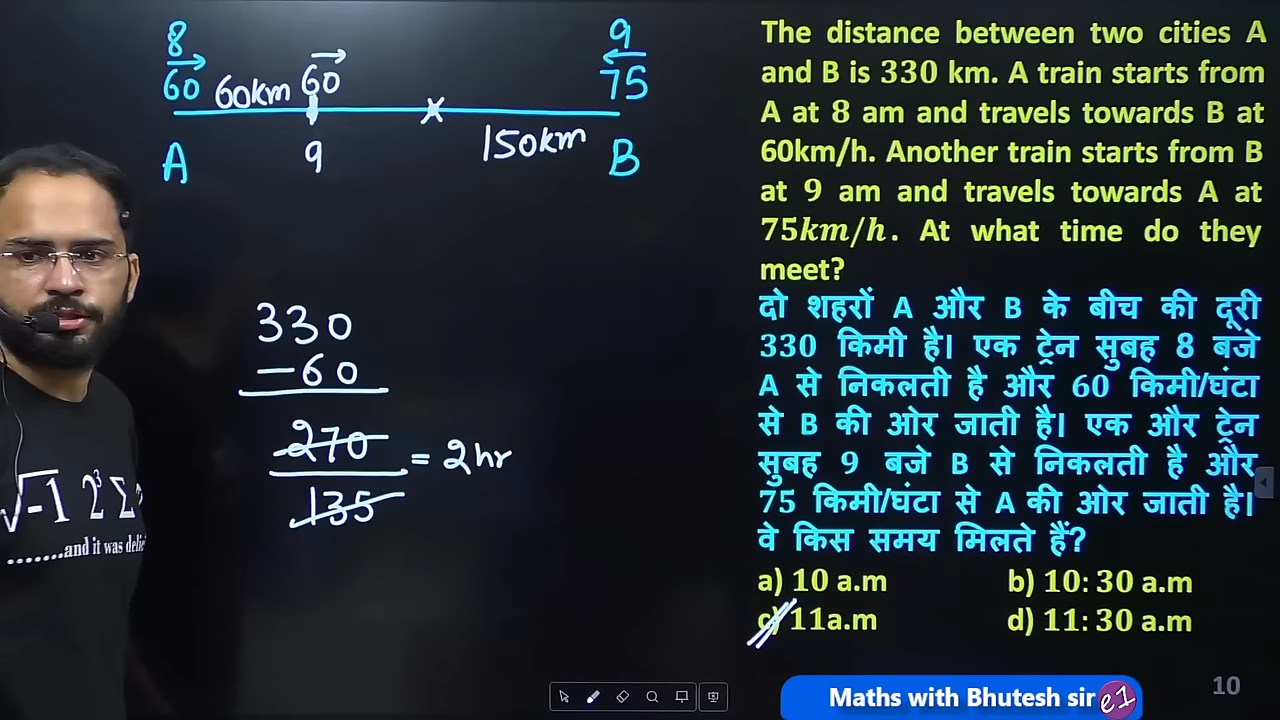 8
60
60km
60
9
75
A
9
150km
B
330
-60
270
135
= 2hr
√-1 2³ Σ
.......and it was deli
The distance between two cities A
and B is 330 km. A train starts from
A at 8 am and travels towards B at
60km/h. Another train starts from B
at 9 am and travels towards A at
75km/h. At what time do they
meet?
दो शहरों A और B के बीच की दूरी
330 किमी है। एक ट्रेन सुबह 8 बजे
A से निकलती है और 60 किमी/घंटा
से B की ओर जाती है। एक और ट्रेन
सुबह 9 बजे B से निकलती है और
75 किमी/घंटा से A की ओर जाती है।
वे किस समय मिलते हैं?
a) 10 a.m b) 10: 30 a.m
c) 11a.m d) 11: 30 a.m
Maths with Bhutesh sir e1
10